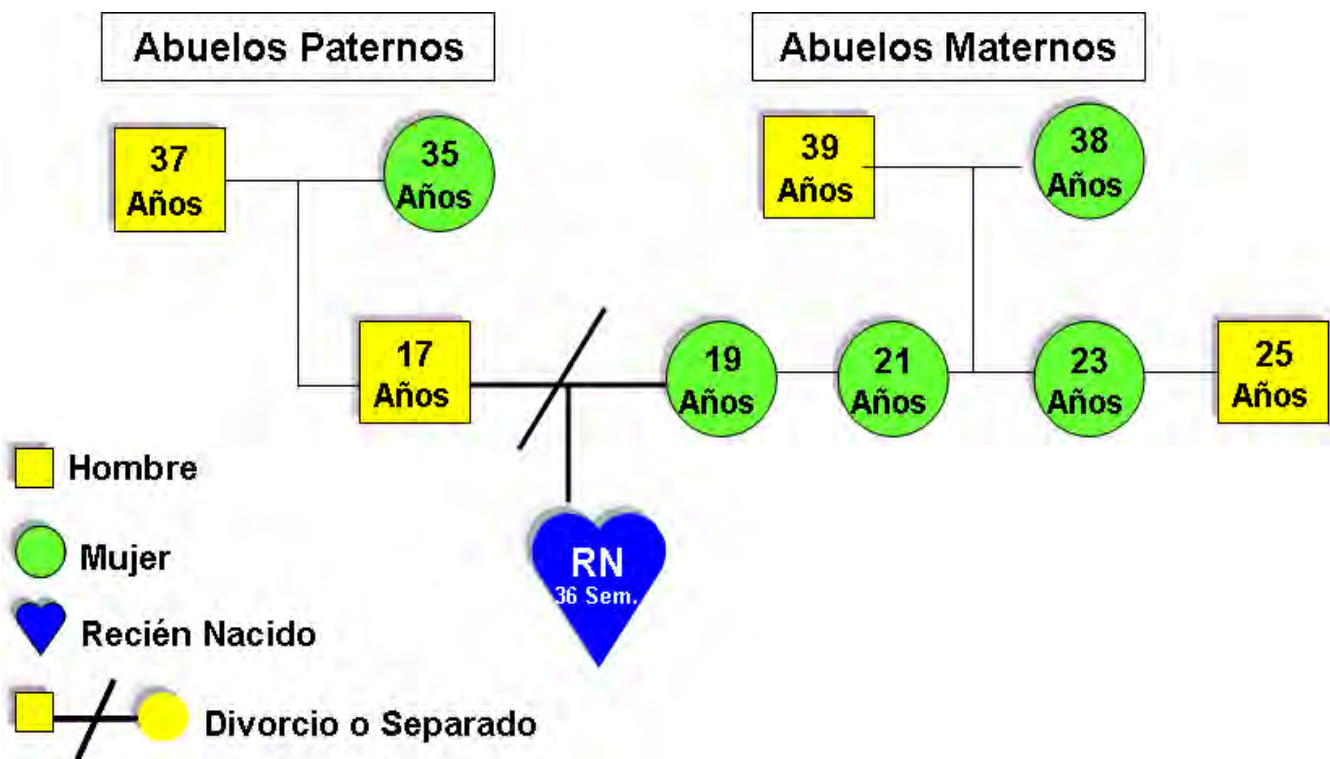 Abuelos Paternos
Abuelos Maternos
37
Años
35
Años
39
Años
38
Años
17
Años
19
Años
21
Años
23
Años
25
Años
Hombre
Mujer
RN
36 Sem.
Recién Nacido
Divorcio o Separado